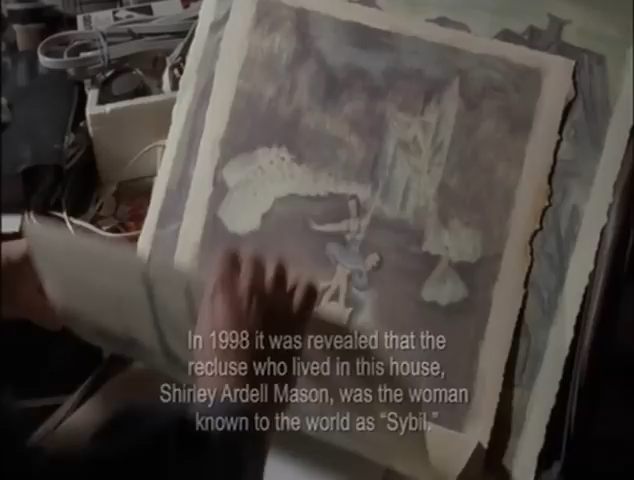 In 1998 it was revealed that the
recluse who lived in this house,
Shirley Ardell Mason, was the woman
known to the world as “Sybil.”